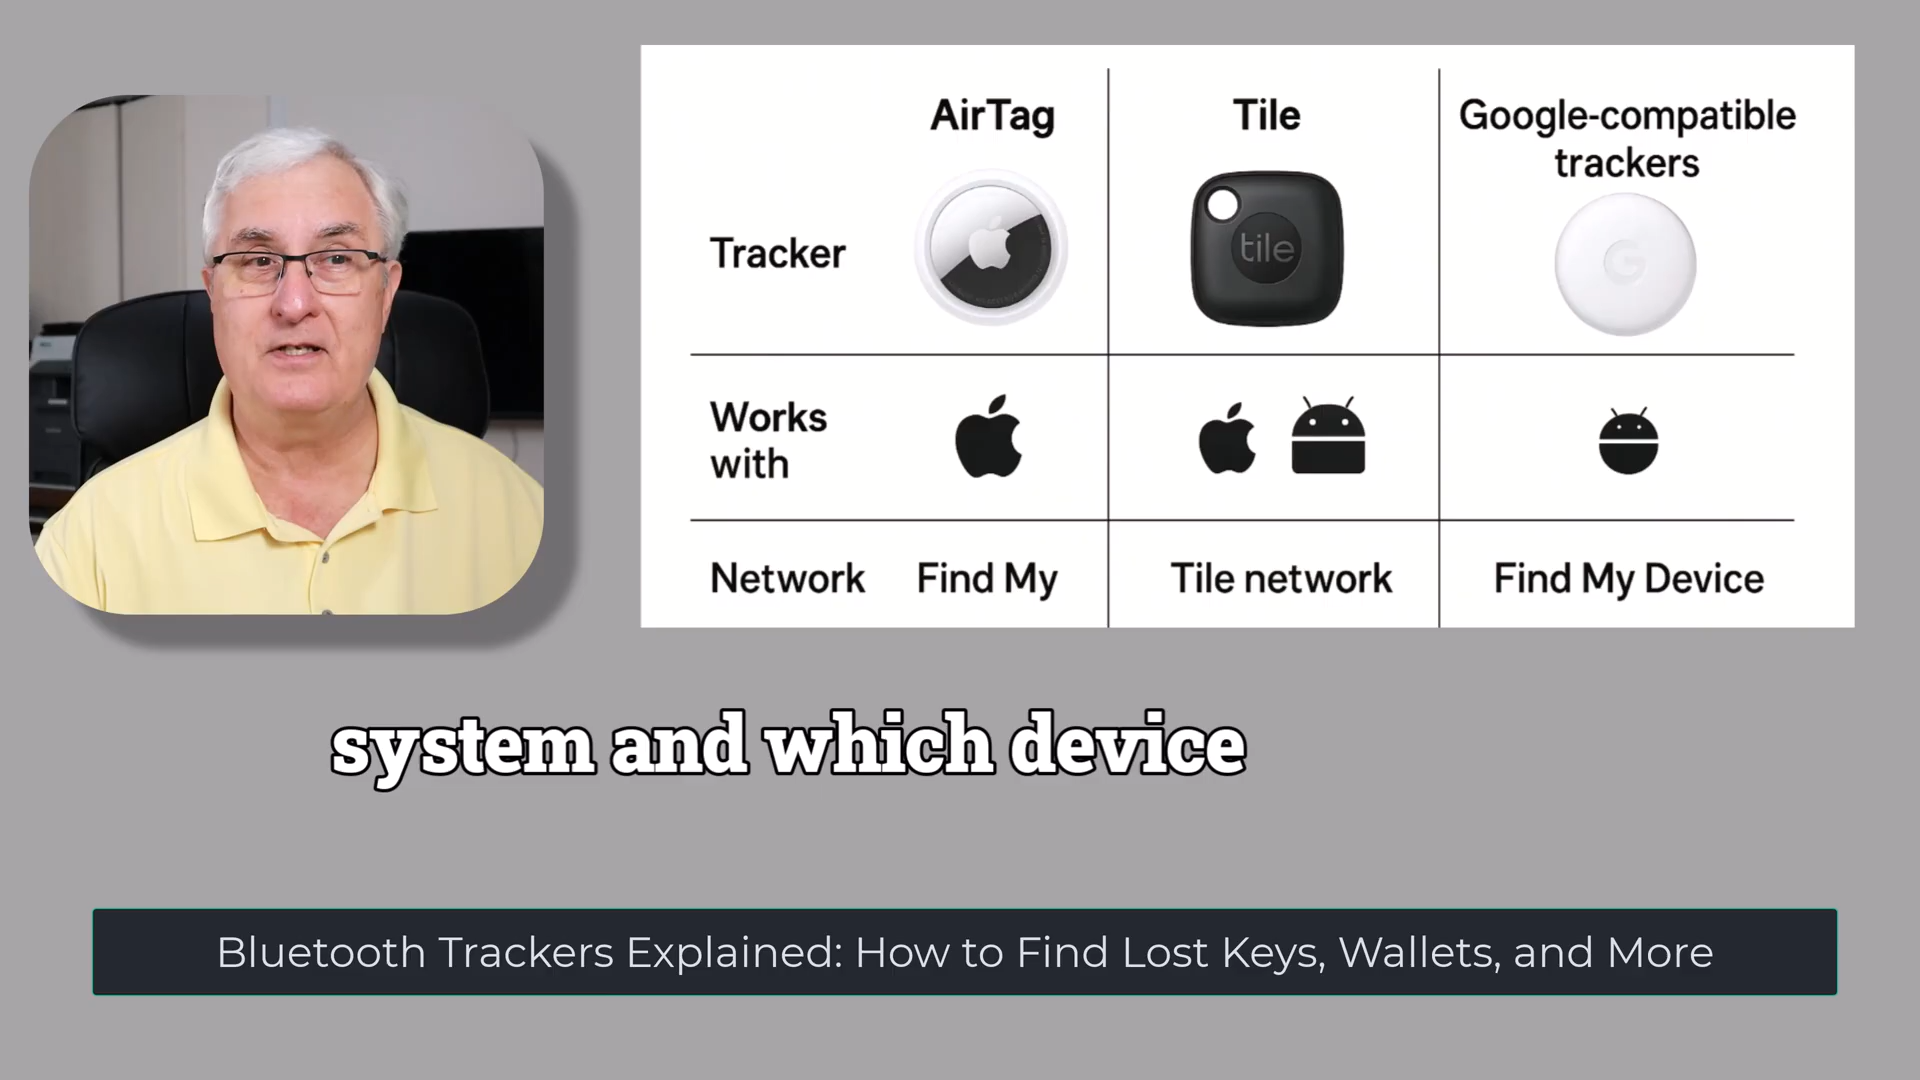 AirTag
Tile
Google-compatible
trackers
Tracker
tile
G
Works
with
Network
Find My
Tile network
Find My Device
system and which device
Bluetooth Trackers Explained: How to Find Lost Keys, Wallets, and More